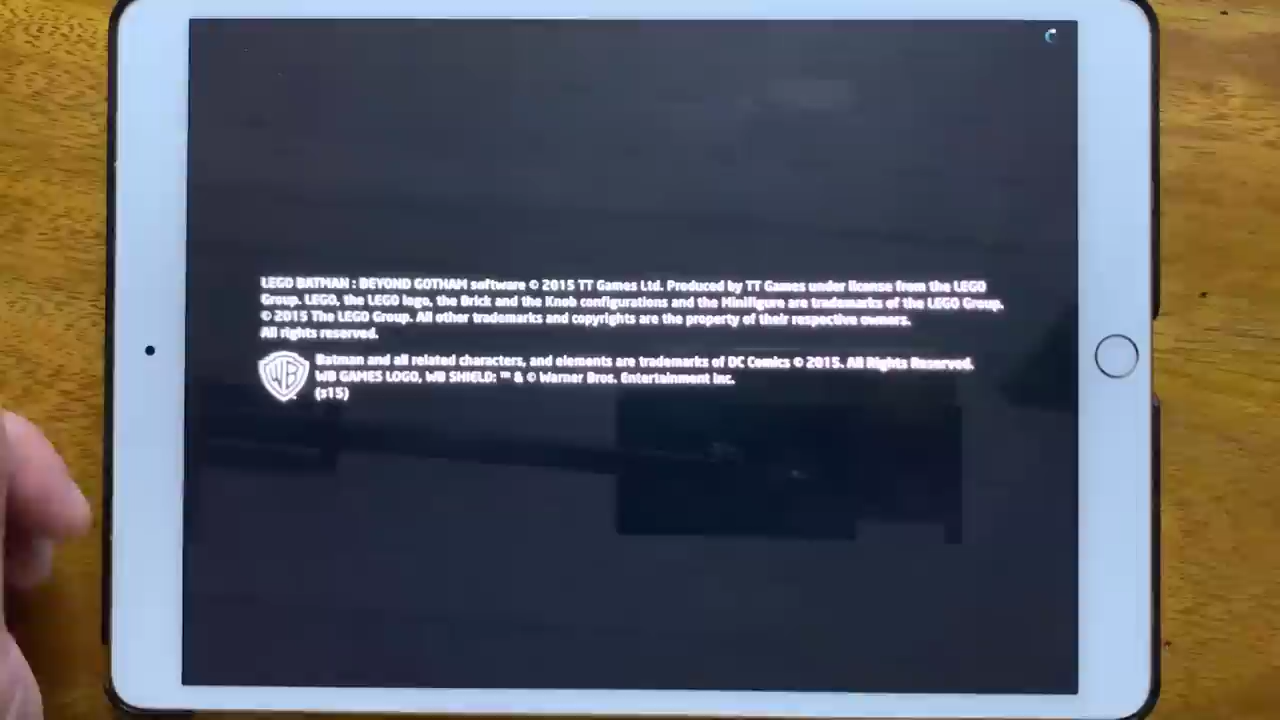 LEGO BATMAN : BEYOND GOTHAM software © 2015 TT Games Ltd. Produced by TT Games under license from the LEGO
Group. LEGO, the LEGO logo, the Brick and the Knob configurations and the Minifigure are trademarks of the LEGO Group.
© 2015 The LEGO Group. All other trademarks and copyrights are the property of their respective owners.
All rights reserved.
WB
Batman and all related characters, and elements are trademarks of DC Comics © 2015. All Rights Reserved.
WB GAMES LOGO, WB SHIELD: ™ & © Warner Bros. Entertainment Inc.
(s15)